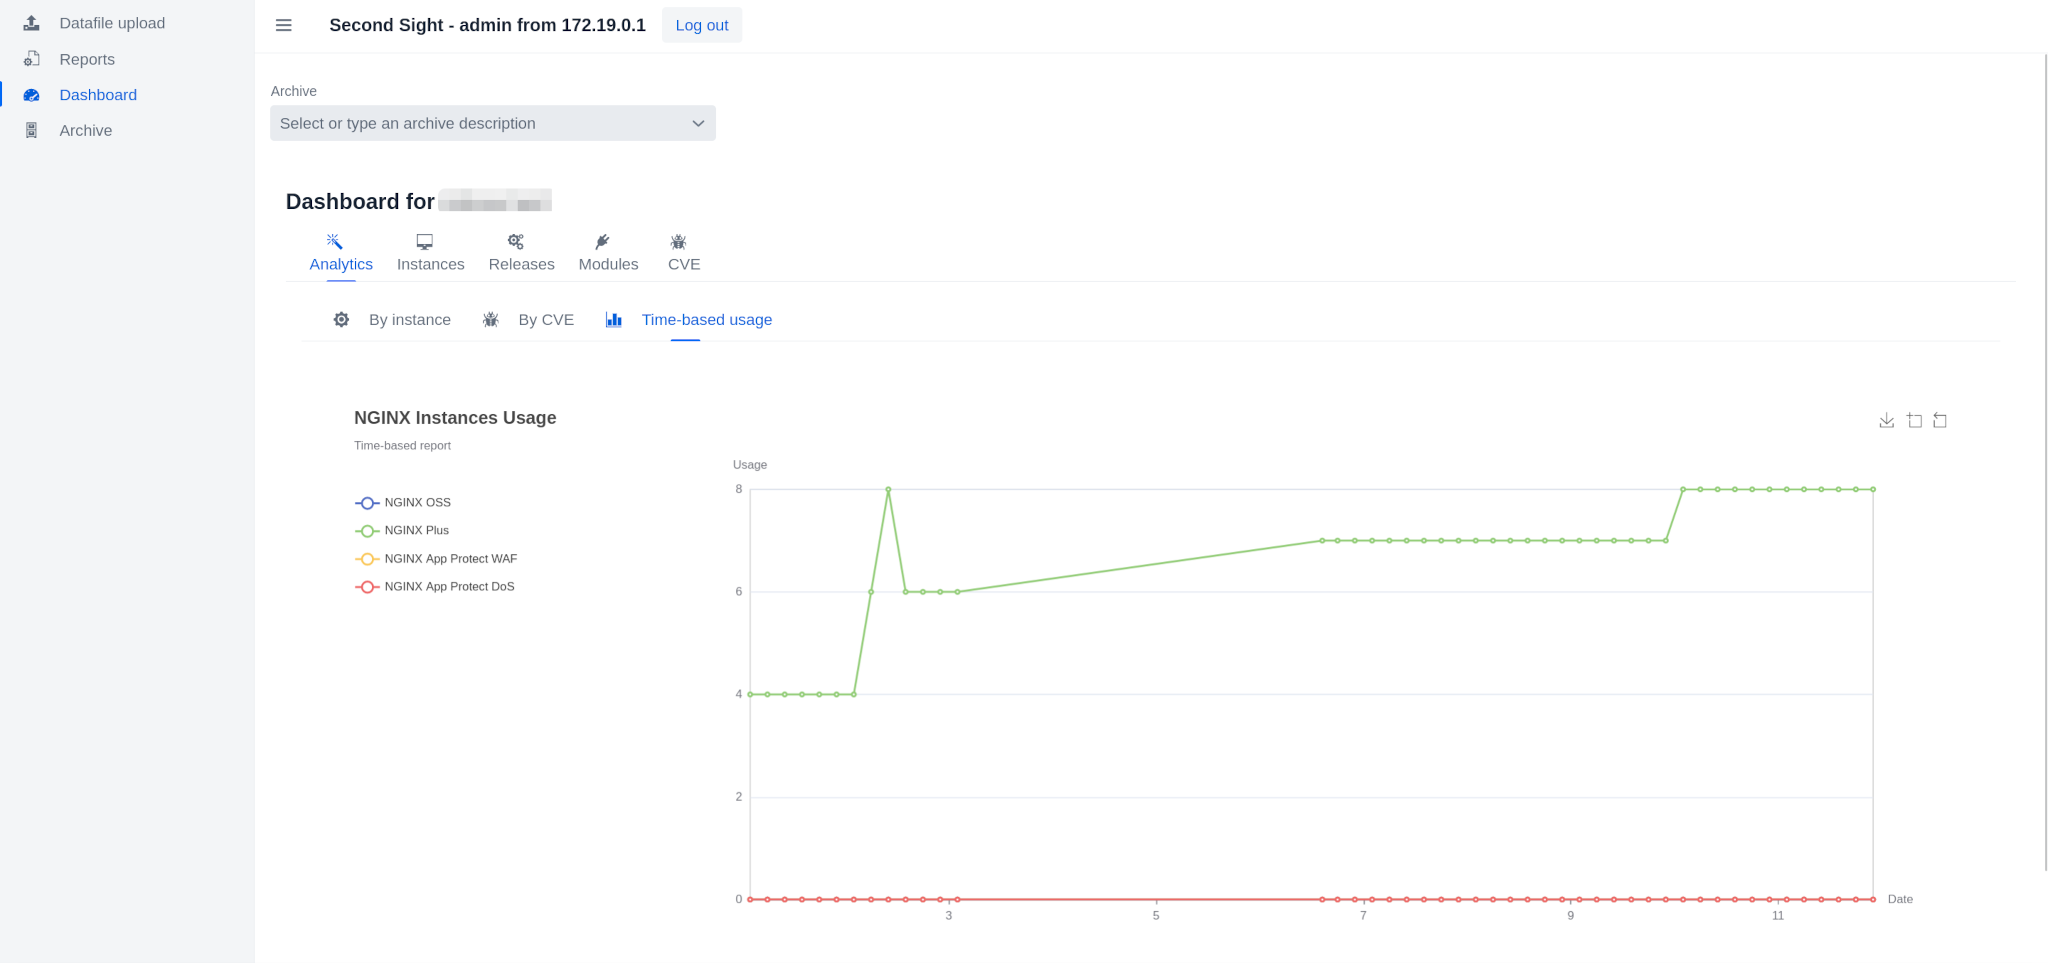 Datafile upload
Reports
Dashboard
Archive
Second Sight - admin from 172.19.0.1
Log out
Archive
Select or type an archive description
Dashboard for
Analytics
Instances
Releases
Modules
CVE
By instance
By CVE
Time-based usage
NGINX Instances Usage
Time-based report
NGINX OSS
NGINX Plus
NGINX App Protect WAF
NGINX App Protect DoS
Usage
8
6
4
2
0
3
5
7
9
11
Date